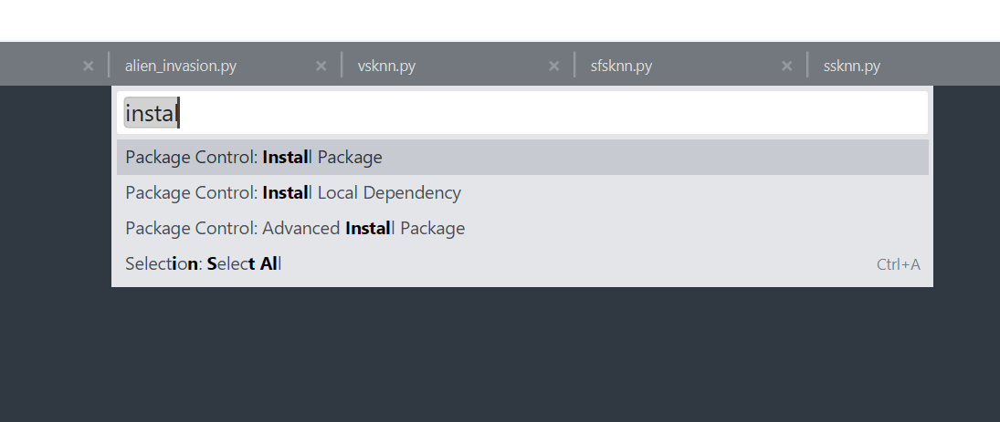 alien_invasion.py vsknn.py sfsknn.py ssknn.py
instal
Package Control: Install Package
Package Control: Install Local Dependency
Package Control: Advanced Install Package
Selection: Select All Ctrl+A